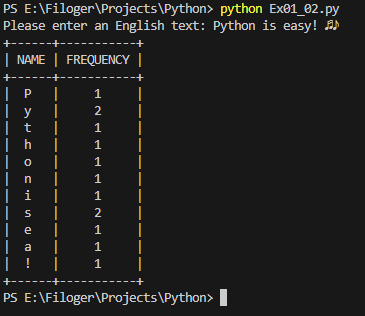 PS E:\Filoger\Projects\Python> python Ex01_02.py
Please enter an English text: Python is easy! 🎶
+------+-----------+
| NAME | FREQUENCY |
+------+-----------+
|  P   |     1     |
|  y   |     2     |
|  t   |     1     |
|  h   |     1     |
|  o   |     1     |
|  n   |     1     |
|  i   |     1     |
|  s   |     2     |
|  e   |     1     |
|  a   |     1     |
|  !   |     1     |
+------+-----------+
PS E:\Filoger\Projects\Python>